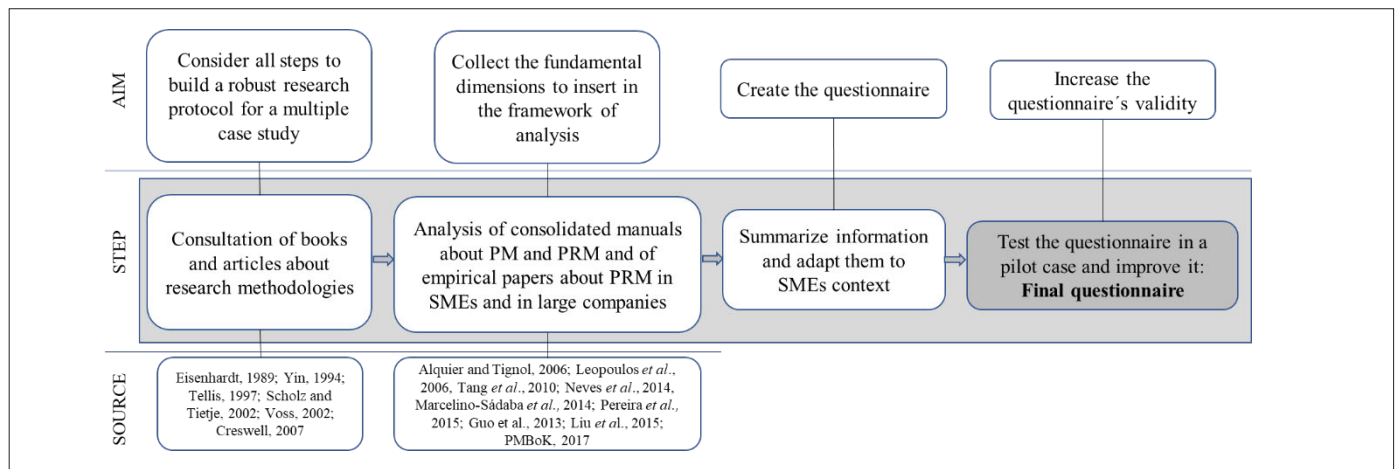 AIM
Consider all steps to
build a robust research
protocol for a multiple
case study
Collect the fundamental
dimensions to insert in
the framework of
analysis
Create the questionnaire
Increase the
questionnaire´s validity
STEP
Consultation of books
and articles about
research methodologies
Analysis of consolidated manuals
about PM and PRM and of
empirical papers about PRM in
SMEs and in large companies
Summarize information
and adapt them to
SMEs context
Test the questionnaire in a
pilot case and improve it:
Final questionnaire
SOURCE
Eisenhardt, 1989; Yin, 1994;
Tellis, 1997; Scholz and
Tietje, 2002; Voss, 2002;
Creswell, 2007
Alquier and Tignol, 2006; Leopoulos et al.,
2006, Tang et al., 2010; Neves et al., 2014,
Marcelino-Sádaba et al., 2014; Pereira et al.,
2015; Guo et al., 2013; Liu et al., 2015;
PMBoK, 2017